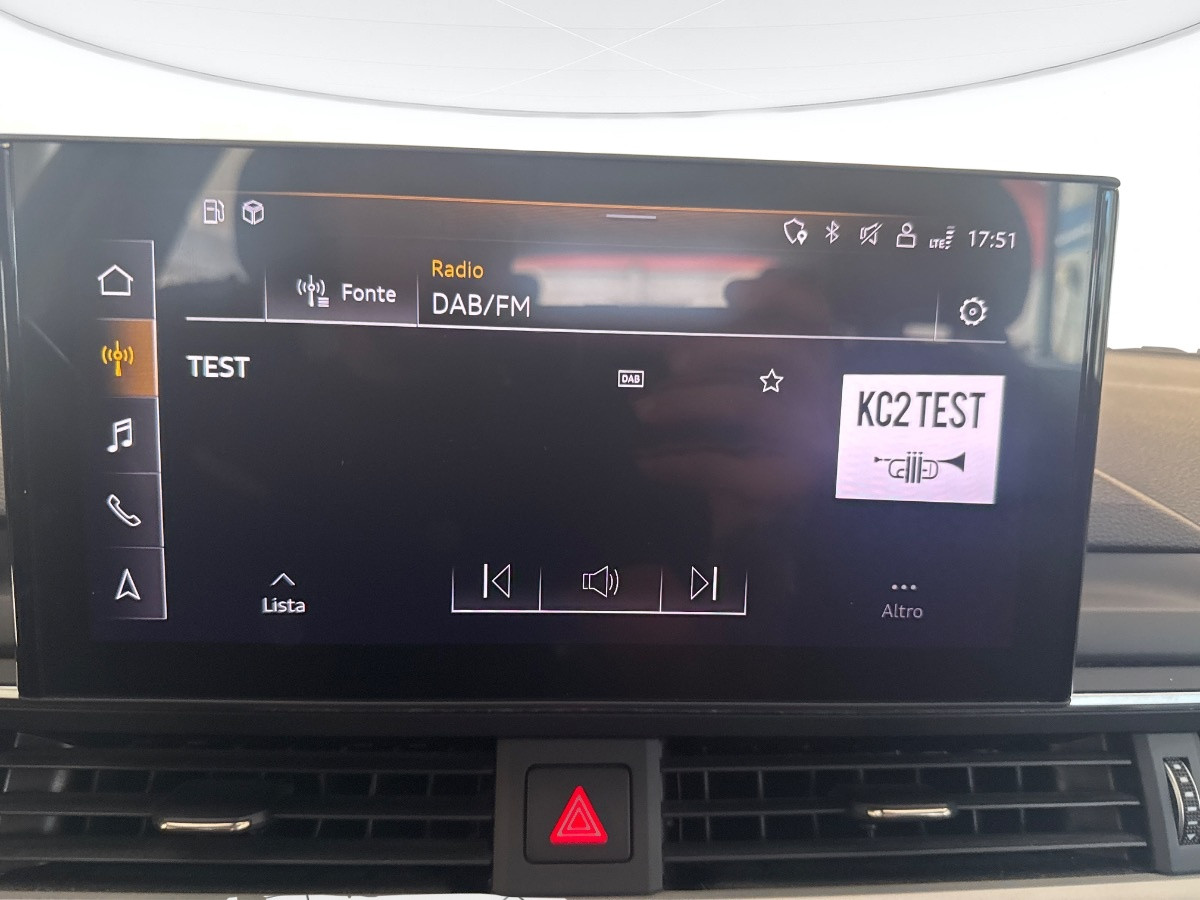 LTE 17:51
Fonte
Radio
DAB/FM
TEST
DAB
KC2 TEST
Lista
Altro